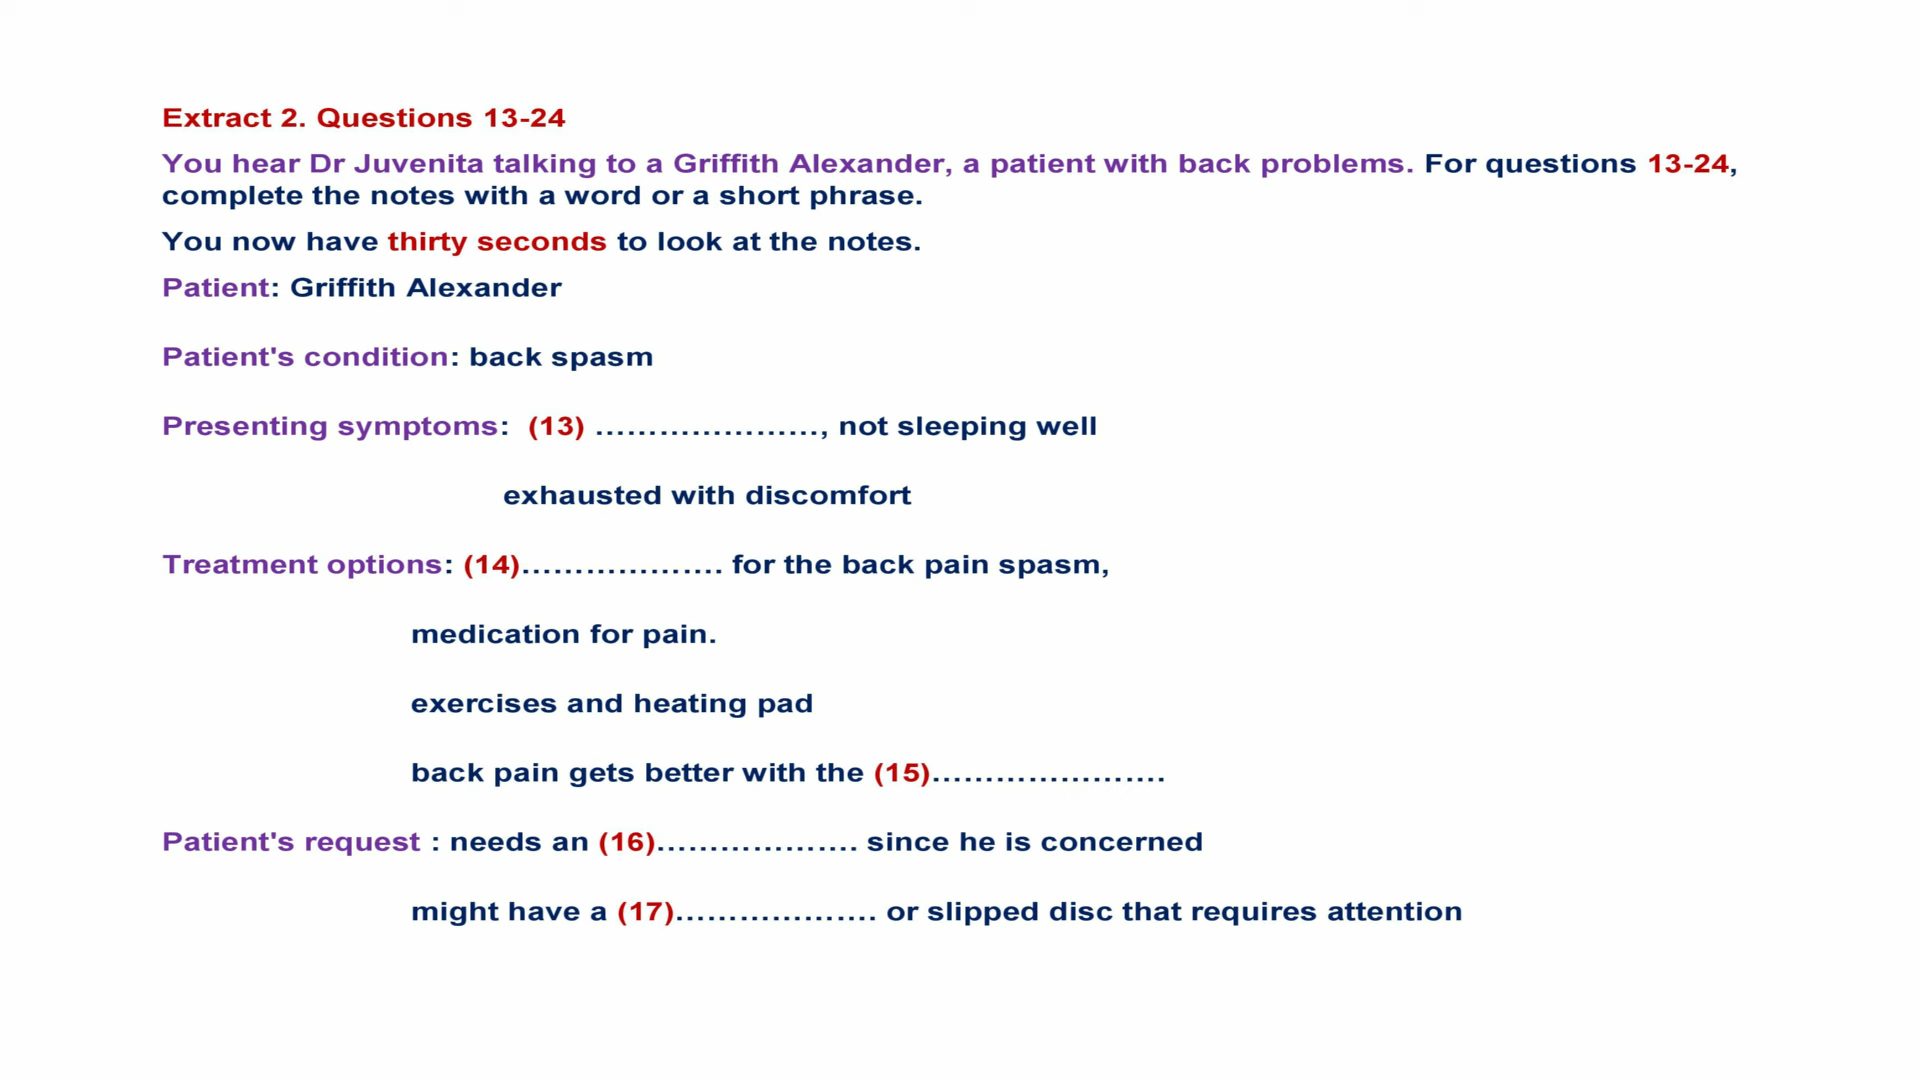 Extract 2. Questions 13-24
You hear Dr Juvenita talking to a Griffith Alexander, a patient with back problems. For questions 13-24,
complete the notes with a word or a short phrase.
You now have thirty seconds to look at the notes.
Patient: Griffith Alexander
Patient's condition: back spasm
Presenting symptoms: (13) …………………, not sleeping well
exhausted with discomfort
Treatment options: (14)………………. for the back pain spasm,
medication for pain.
exercises and heating pad
back pain gets better with the (15)………………….
Patient's request : needs an (16)………………. since he is concerned
might have a (17)………………. or slipped disc that requires attention